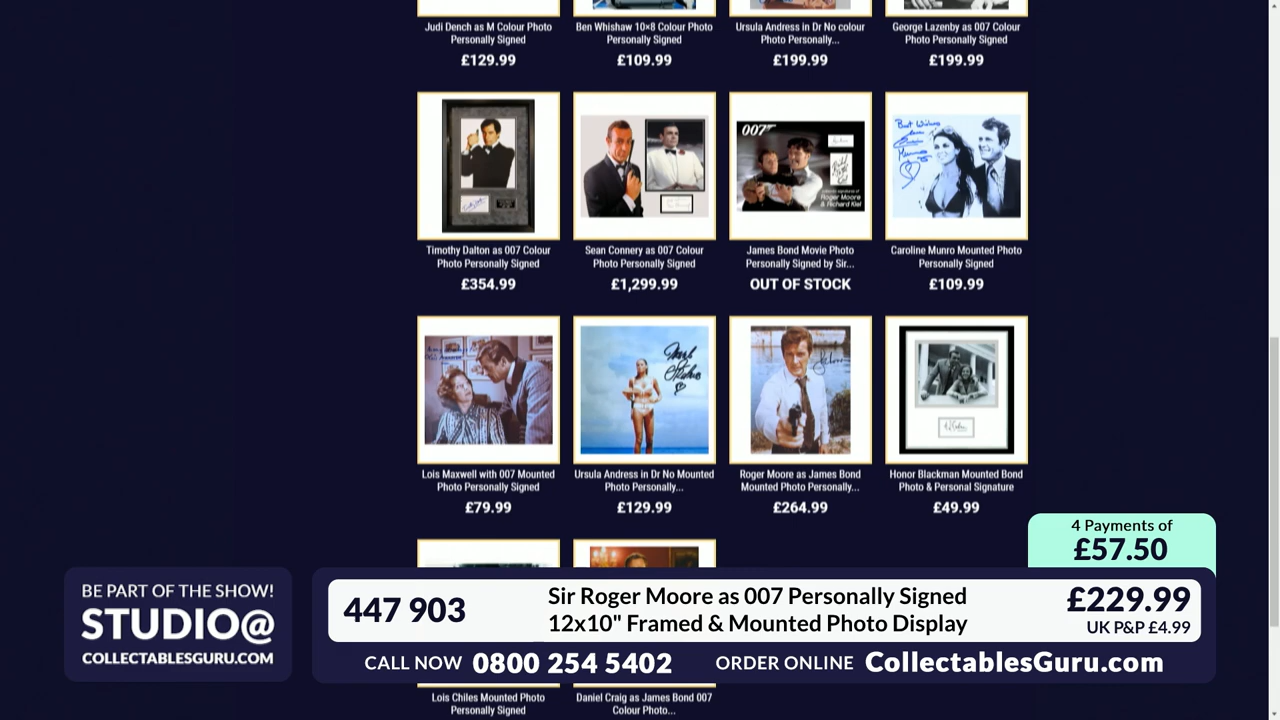 Judi Dench as M Colour Photo
Personally Signed
£129.99
Ben Whishaw 10×8 Colour Photo
Personally Signed
£109.99
Ursula Andress in Dr No colour
Photo Personally...
£199.99
George Lazenby as 007 Colour
Photo Personally Signed
£199.99
Timothy Dalton as 007 Colour
Photo Personally Signed
£354.99
Sean Connery as 007 Colour
Photo Personally Signed
£1,299.99
007
Roger Moore
& Richard Kiel
James Bond Movie Photo
Personally Signed by Sir...
OUT OF STOCK
Best Wishes
Caroline Munro Mounted Photo
Personally Signed
£109.99
Lois Maxwell with 007 Mounted
Photo Personally Signed
£79.99
Ursula Andress in Dr No Mounted
Photo Personally...
£129.99
Roger Moore as James Bond
Mounted Photo Personally...
£264.99
Honor Blackman Mounted Bond
Photo & Personal Signature
£49.99
4 Payments of
£57.50
BE PART OF THE SHOW!
STUDIO@
COLLECTABLESGURU.COM
447 903
Sir Roger Moore as 007 Personally Signed
12x10" Framed & Mounted Photo Display
£229.99
UK P&P £4.99
CALL NOW 0800 254 5402
ORDER ONLINE CollectablesGuru.com
Lois Chiles Mounted Photo
Personally Signed
Daniel Craig as James Bond 007
Colour Photo...